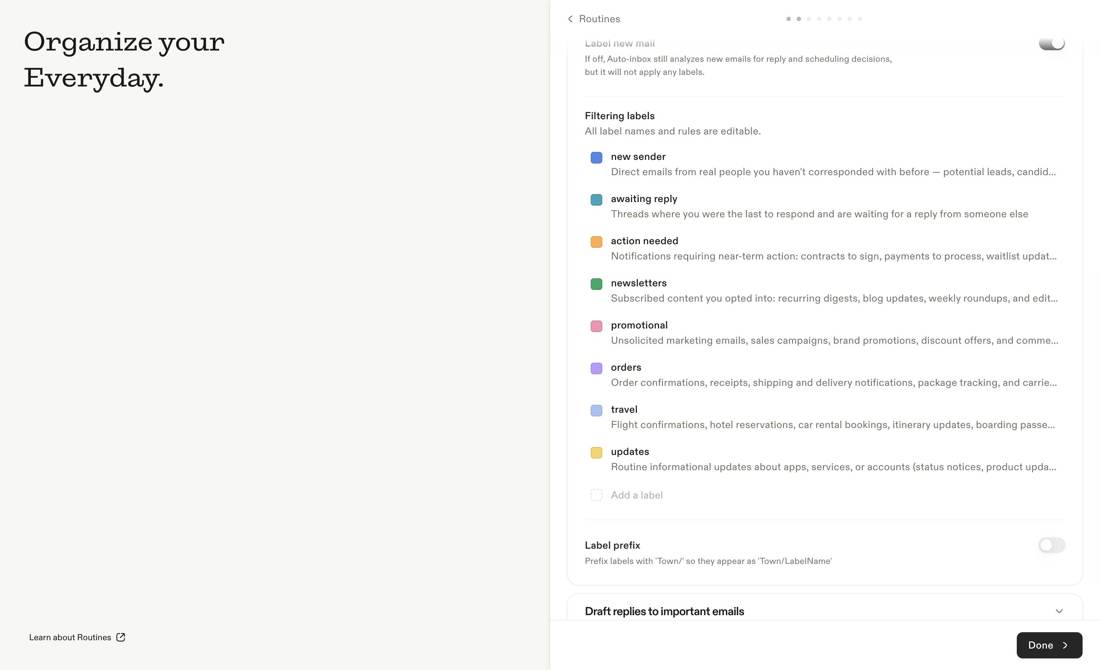 Organize your
Everyday.
Learn about Routines
Routines
Label new mail
If off, Auto-inbox still analyzes new emails for reply and scheduling decisions,
but it will not apply any labels.
Filtering labels
All label names and rules are editable.
new sender
Direct emails from real people you haven't corresponded with before — potential leads, candid...
awaiting reply
Threads where you were the last to respond and are waiting for a reply from someone else
action needed
Notifications requiring near-term action: contracts to sign, payments to process, waitlist updat...
newsletters
Subscribed content you opted into: recurring digests, blog updates, weekly roundups, and edit...
promotional
Unsolicited marketing emails, sales campaigns, brand promotions, discount offers, and comme...
orders
Order confirmations, receipts, shipping and delivery notifications, package tracking, and carrie...
travel
Flight confirmations, hotel reservations, car rental bookings, itinerary updates, boarding passe...
updates
Routine informational updates about apps, services, or accounts (status notices, product upda...
Add a label
Label prefix
Prefix labels with 'Town/' so they appear as 'Town/LabelName'
Draft replies to important emails
Done